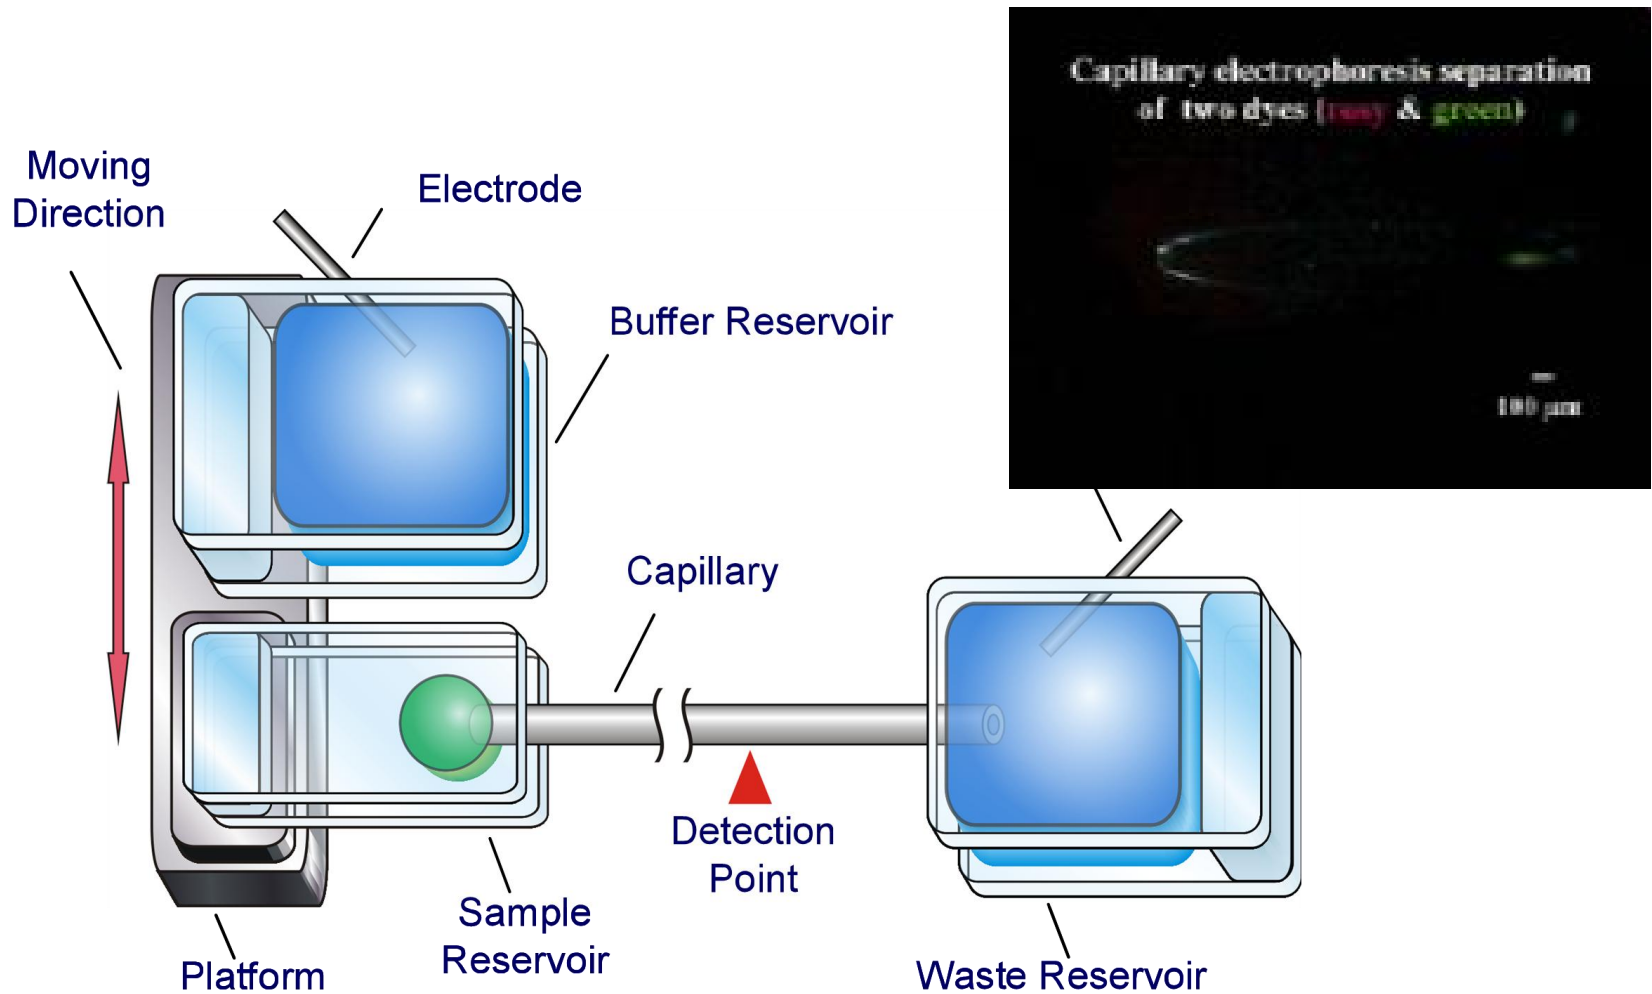 Capillary electrophoresis separation
of two dyes (rosy & green)
Moving
Direction
Electrode
Buffer Reservoir
100 μm
Capillary
Detection
Point
Sample
Reservoir
Platform
Waste Reservoir